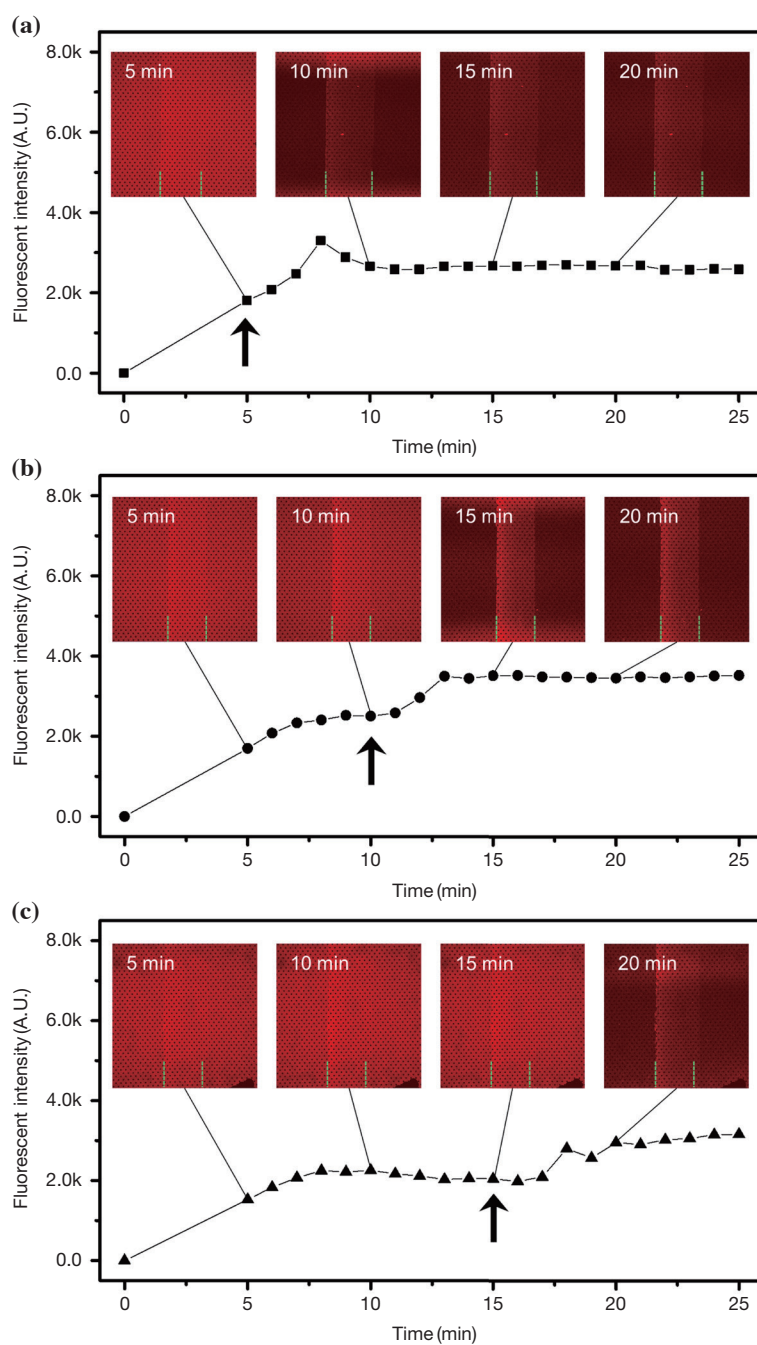 (a)
8.0k
6.0k
4.0k
2.0k
0.0
Fluorescent intensity (A.U.)
5 min
10 min
15 min
20 min
0
5
10
15
20
25
Time (min)
(b)
8.0k
6.0k
4.0k
2.0k
0.0
Fluorescent intensity (A.U.)
5 min
10 min
15 min
20 min
0
5
10
15
20
25
Time (min)
(c)
8.0k
6.0k
4.0k
2.0k
0.0
Fluorescent intensity (A.U.)
5 min
10 min
15 min
20 min
0
5
10
15
20
25
Time (min)